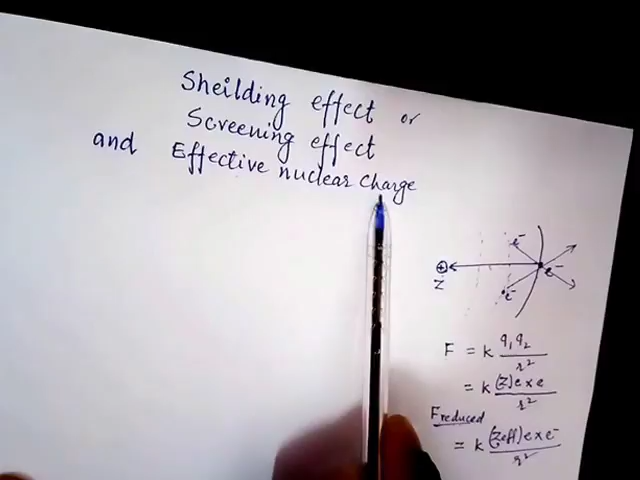 Sheilding effect or
Screening effect
and Effective nuclear Charge
e⁻
⊕
e⁻
Z
e⁻
F = k q₁q₂/r²
= k (Z)e×e/r²
Freduced
= k (Zeff)e×e⁻/r²